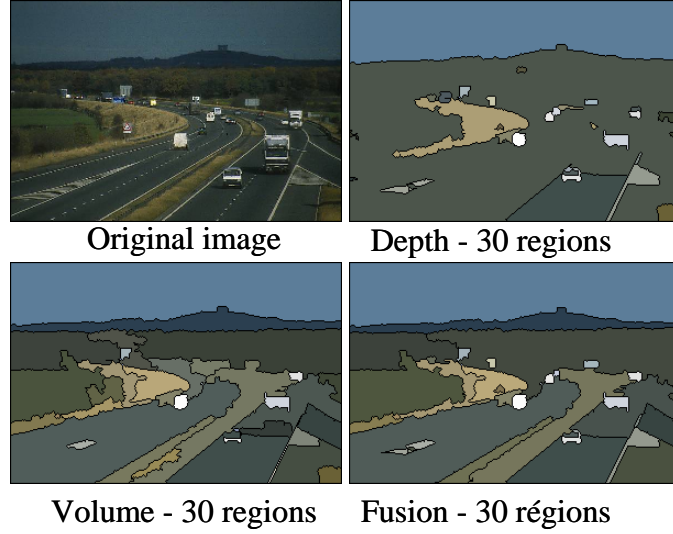 Original image
Depth - 30 regions
Volume - 30 regions
Fusion - 30 régions